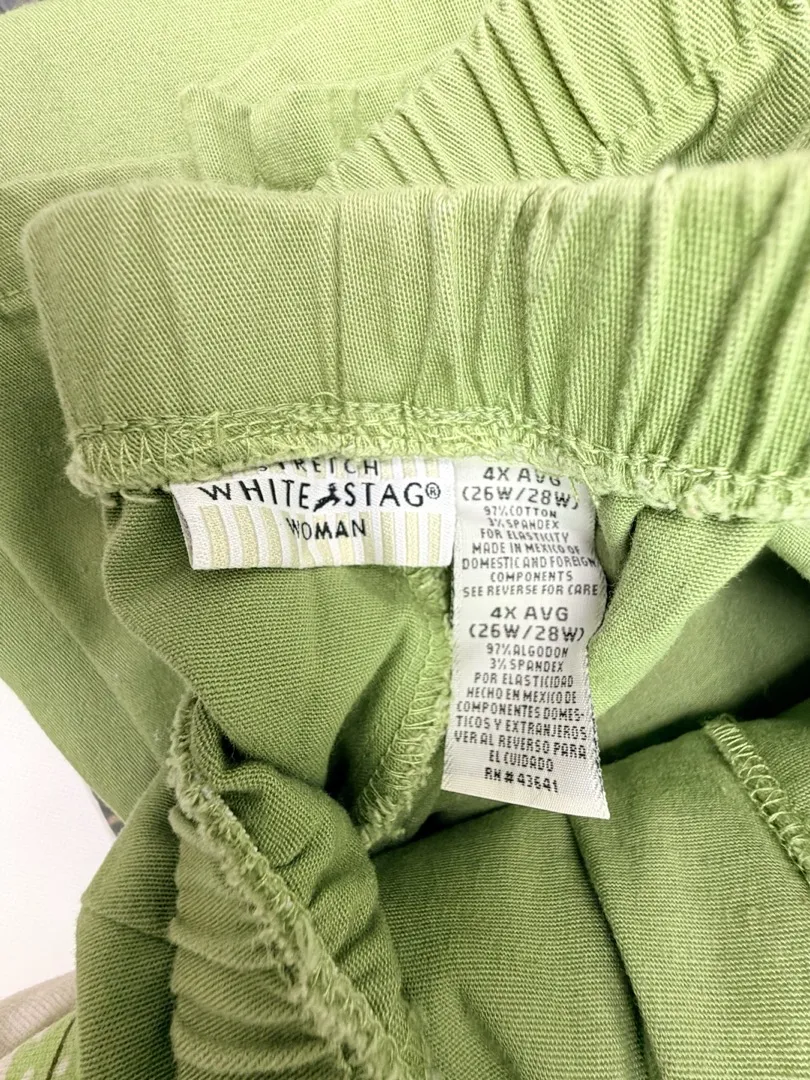 STRETCH
WHITE STAG®
WOMAN
4X AVG
(26W/28W)
97% COTTON
3% SPANDEX
FOR ELASTICITY
MADE IN MEXICO OF
DOMESTIC AND FOREIGN
COMPONENTS
SEE REVERSE FOR CARE
4X AVG
(26W/28W)
97% ALGODON
3% SPANDEX
POR ELASTICIDAD
HECHO EN MEXICO DE
COMPONENTES DOMES-
TICOS Y EXTRANJEROS
VER AL REVERSO PARA
EL CUIDADO
RN # 43641